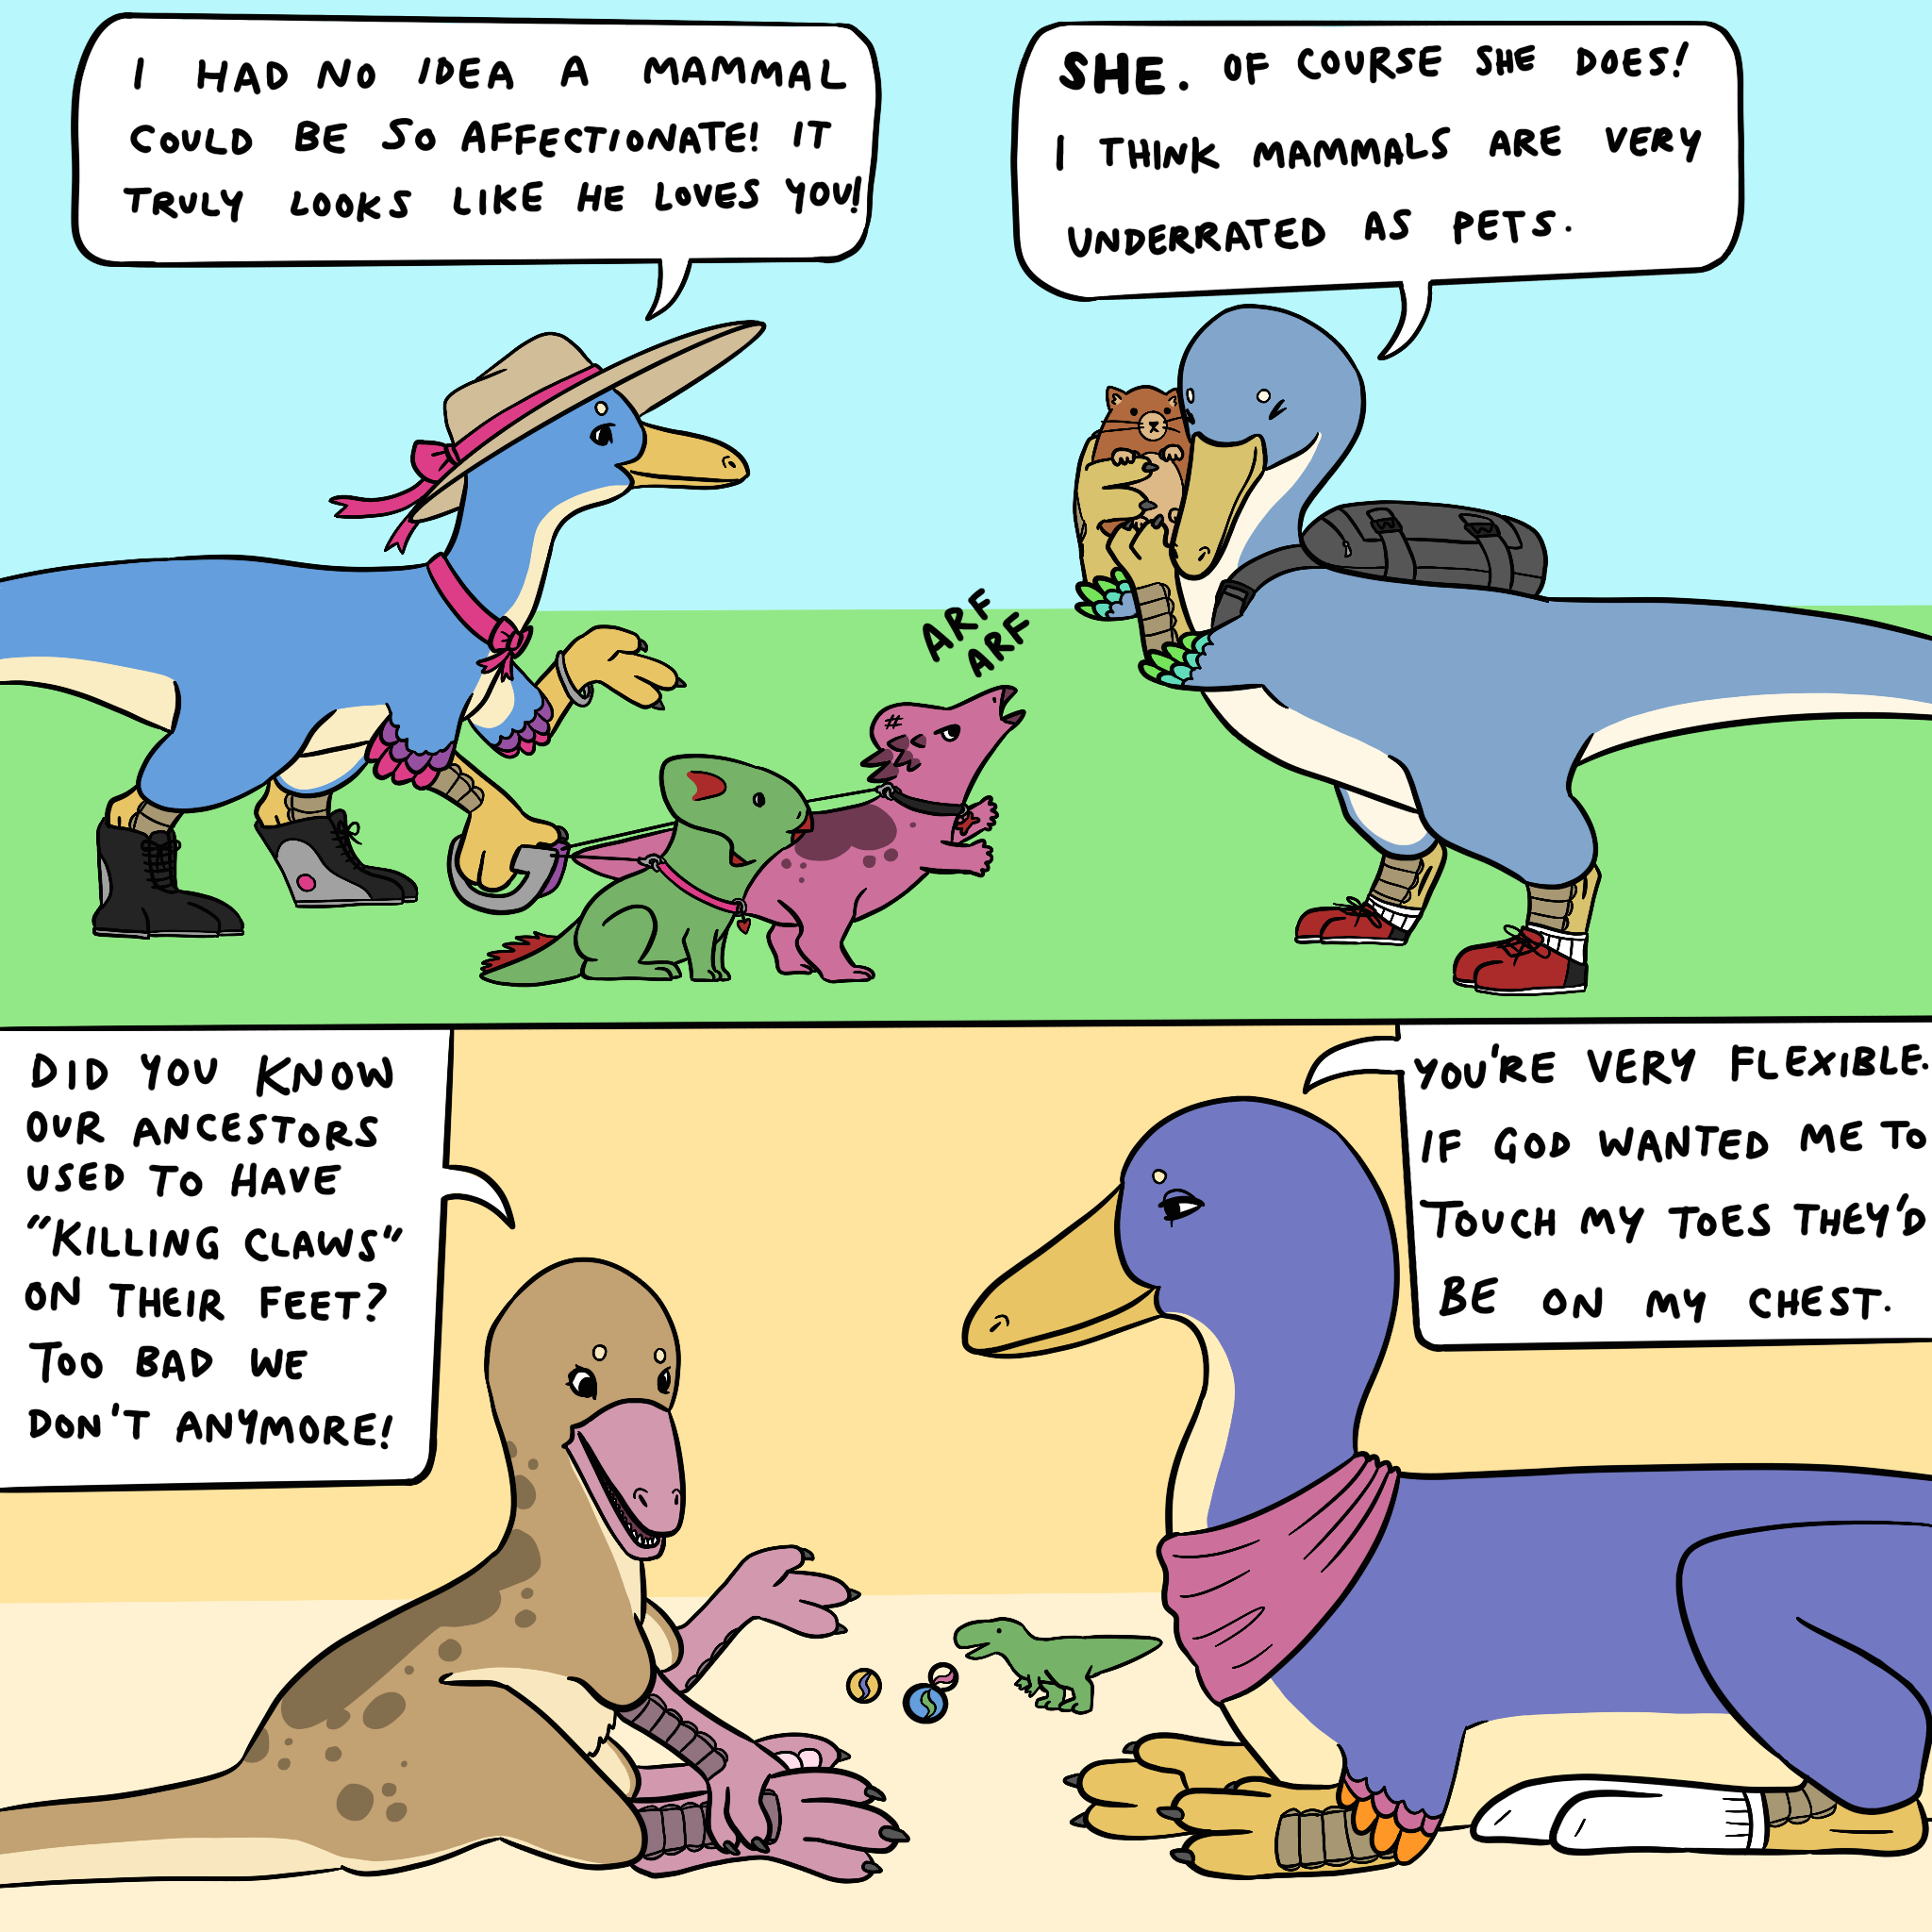 I HAD NO IDEA A MAMMAL
COULD BE SO AFFECTIONATE! IT
TRULY LOOKS LIKE HE LOVES YOU!
SHE. OF COURSE SHE DOES!
I THINK MAMMALS ARE VERY
UNDERRATED AS PETS.
ARF
ARF
DID YOU KNOW
OUR ANCESTORS
USED TO HAVE
"KILLING CLAWS"
ON THEIR FEET?
TOO BAD WE
DON'T ANYMORE!
YOU'RE VERY FLEXIBLE.
IF GOD WANTED ME TO
TOUCH MY TOES THEY'D
BE ON MY CHEST.